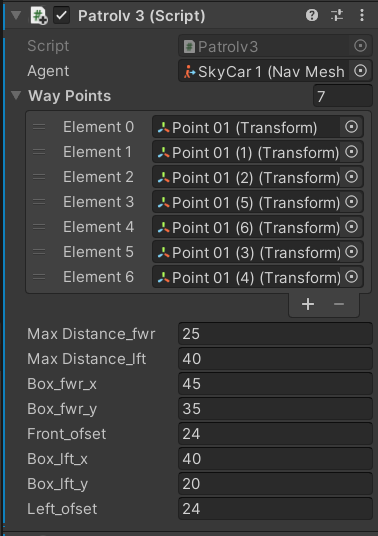 Patrolv 3 (Script)
Script Patrolv3
Agent SkyCar 1 (Nav Mesh
Way Points 7
Element 0 Point 01 (Transform)
Element 1 Point 01 (1) (Transform)
Element 2 Point 01 (2) (Transform)
Element 3 Point 01 (5) (Transform)
Element 4 Point 01 (6) (Transform)
Element 5 Point 01 (3) (Transform)
Element 6 Point 01 (4) (Transform)
Max Distance_fwr 25
Max Distance_lft 40
Box_fwr_x 45
Box_fwr_y 35
Front_ofset 24
Box_lft_x 40
Box_lft_y 20
Left_ofset 24